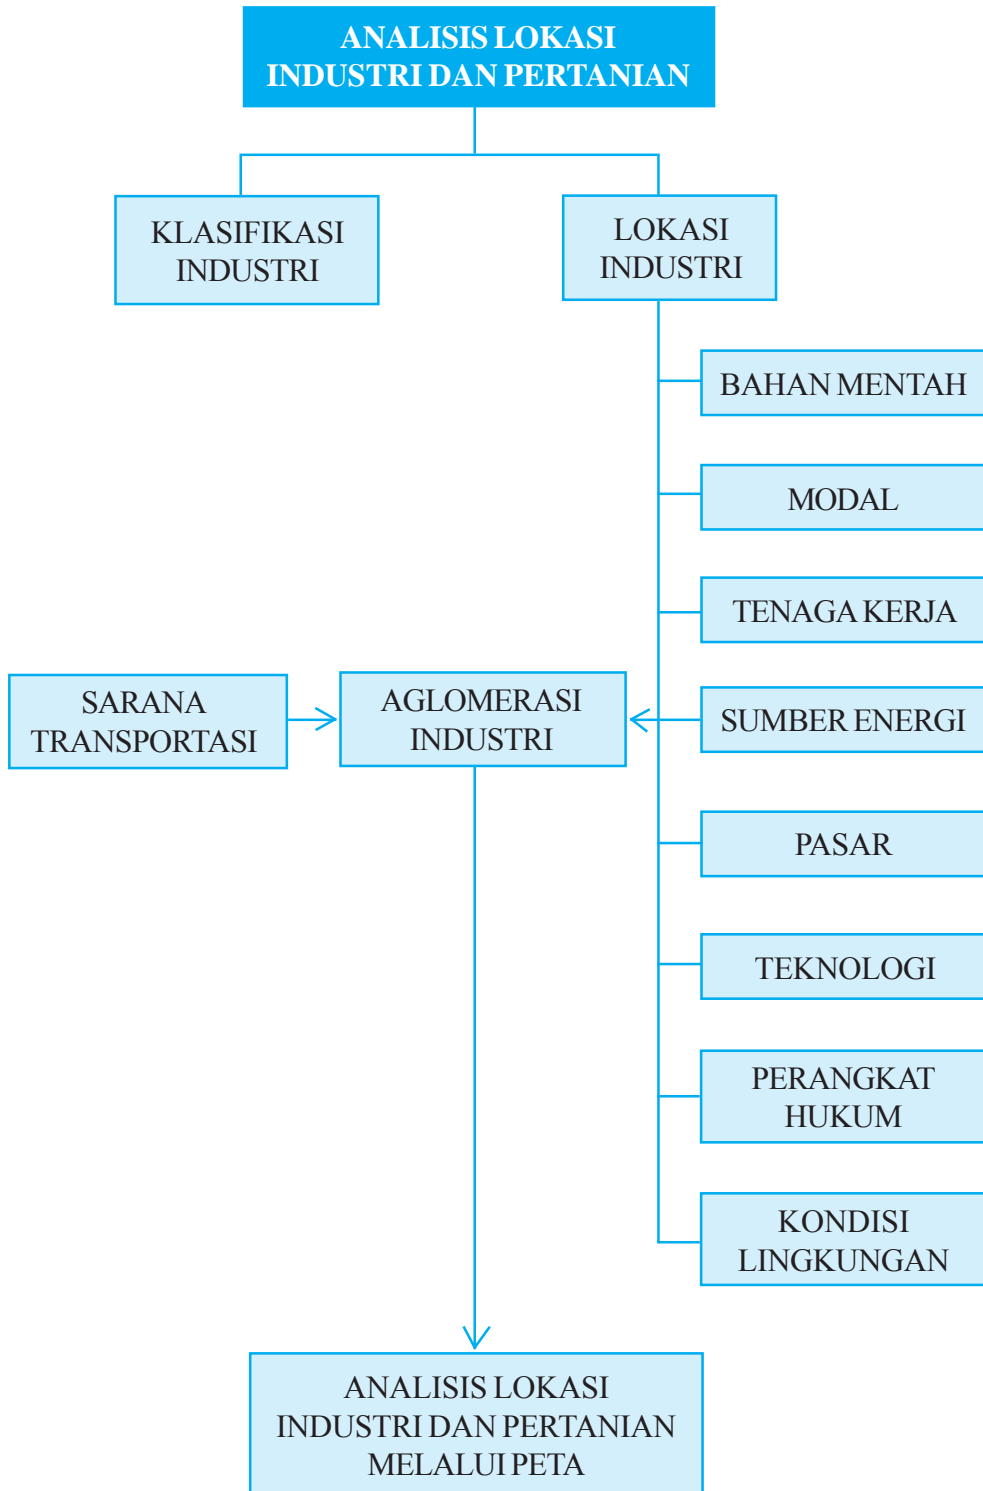 ANALISIS LOKASI
INDUSTRI DAN PERTANIAN
KLASIFIKASI
INDUSTRI
LOKASI
INDUSTRI
BAHAN MENTAH
MODAL
TENAGA KERJA
SARANA
TRANSPORTASI
AGLOMERASI
INDUSTRI
SUMBER ENERGI
PASAR
TEKNOLOGI
PERANGKAT
HUKUM
KONDISI
LINGKUNGAN
ANALISIS LOKASI
INDUSTRI DAN PERTANIAN
MELALUI PETA